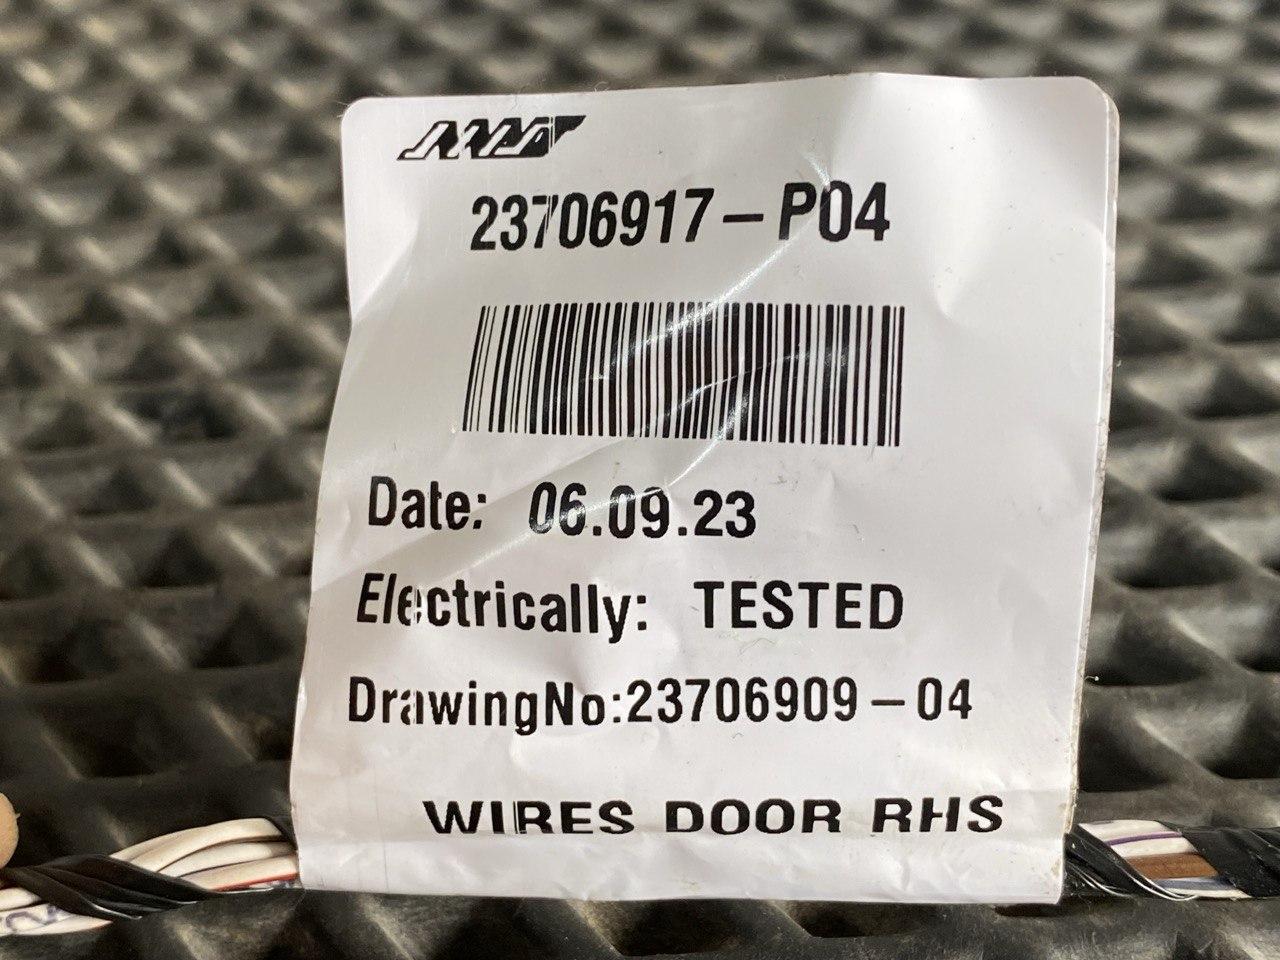 23706917-P04
Date: 06.09.23
Electrically: TESTED
DrawingNo:23706909-04
WIRES DOOR RHS